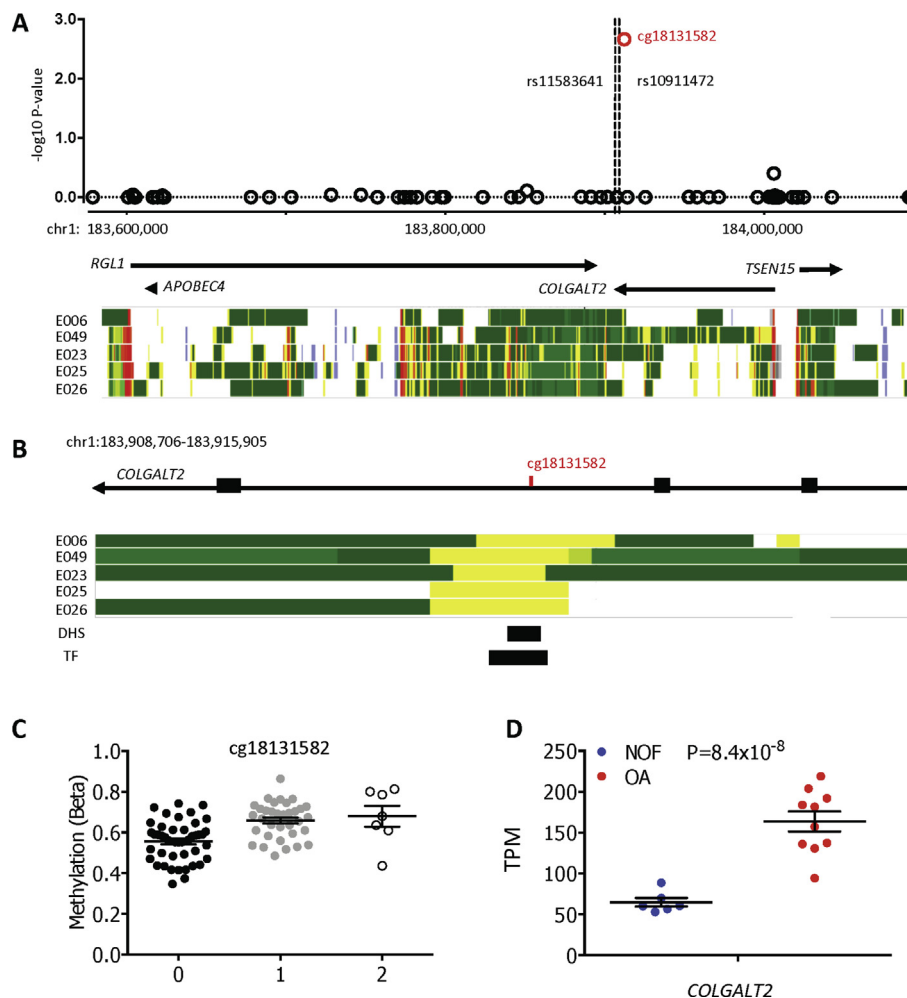 A
3.0
2.0
1.0
0.0
-log10 P-value
cg18131582
rs11583641
rs10911472
chr1: 183,600,000 183,800,000 184,000,000
RGL1
TSEN15
APOBEC4
COLGALT2
E006
E049
E023
E025
E026
B
chr1:183,908,706-183,915,905
cg18131582
COLGALT2
E006
E049
E023
E025
E026
DHS
TF
C
cg18131582
1.0
0.8
0.6
0.4
0.2
0.0
Methylation (Beta)
0 1 2
D
NOF P=8.4x10-8
OA
250
200
150
100
50
0
TPM
COLGALT2